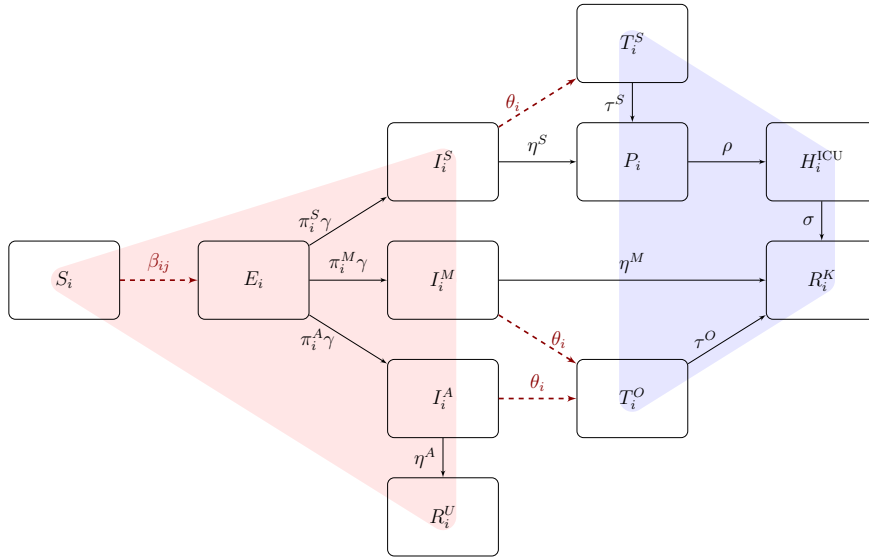 T_i^S
θ_i
τ^S
I_i^S
η^S
P_i
ρ
H_i^ICU
π_i^S γ
σ
S_i
β_ij
E_i
π_i^M γ
I_i^M
η^M
R_i^K
π_i^A γ
θ_i
τ^O
I_i^A
θ_i
T_i^O
η^A
R_i^U